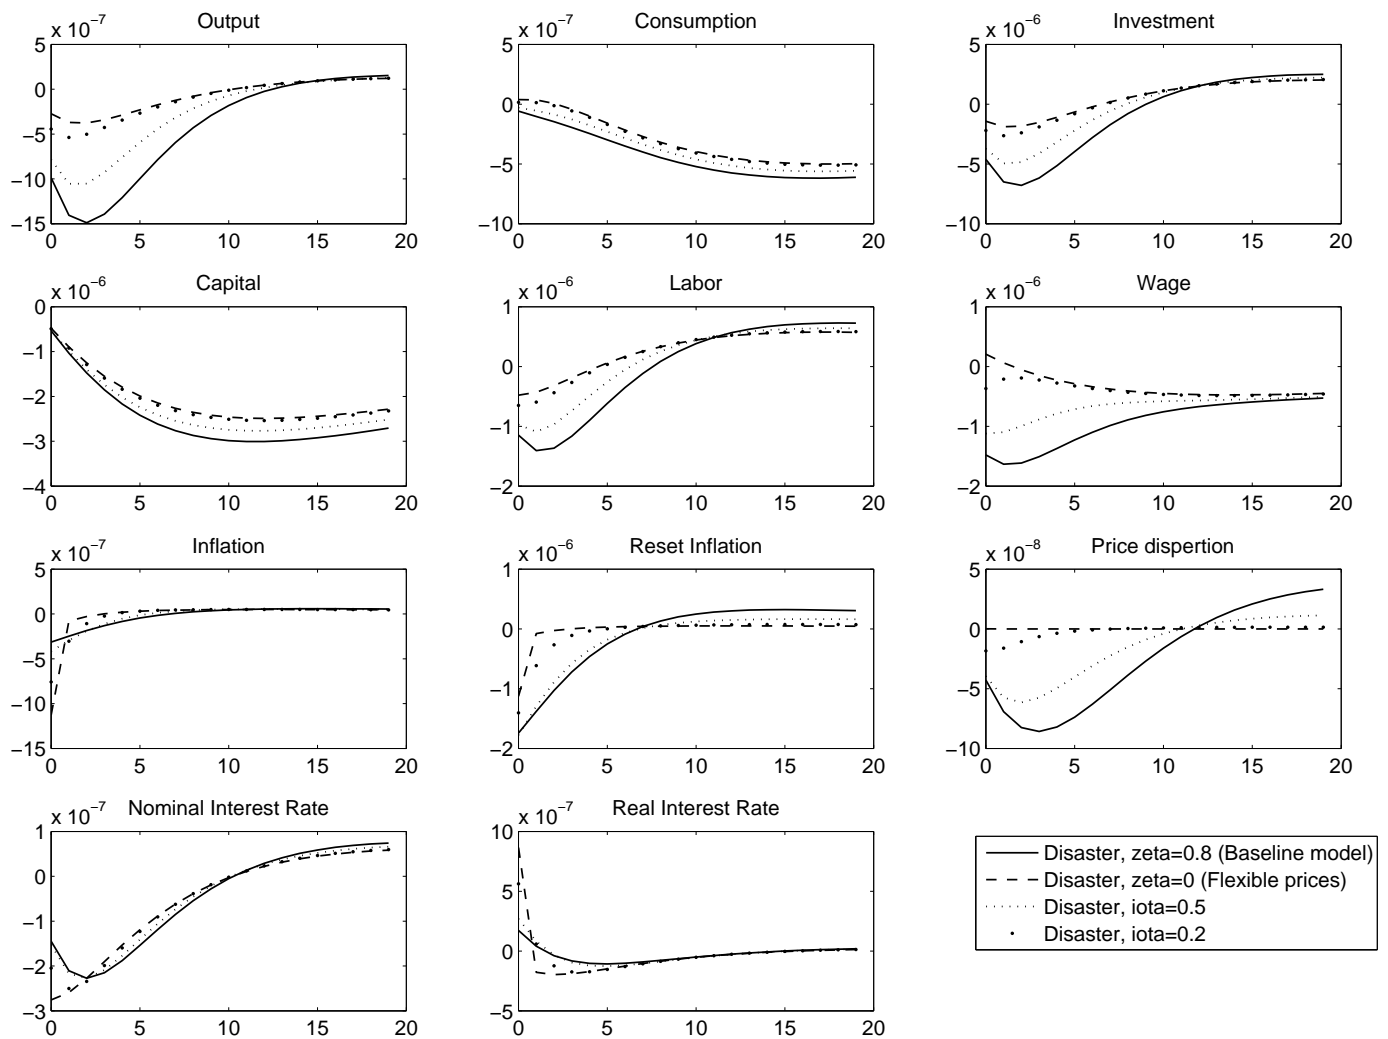 Output
x 10⁻⁷
5
0
−5
−10
−15
0 5 10 15 20
Consumption
x 10⁻⁷
5
0
−5
−10
0 5 10 15 20
Investment
x 10⁻⁶
5
0
−5
−10
0 5 10 15 20
Capital
x 10⁻⁶
0
−1
−2
−3
−4
0 5 10 15 20
Labor
x 10⁻⁶
1
0
−1
−2
0 5 10 15 20
Wage
x 10⁻⁶
1
0
−1
−2
0 5 10 15 20
Inflation
x 10⁻⁷
5
0
−5
−10
−15
0 5 10 15 20
Reset Inflation
x 10⁻⁶
1
0
−1
−2
0 5 10 15 20
Price dispertion
x 10⁻⁸
5
0
−5
−10
0 5 10 15 20
Nominal Interest Rate
x 10⁻⁷
1
0
−1
−2
−3
0 5 10 15 20
Real Interest Rate
x 10⁻⁷
10
5
0
−5
0 5 10 15 20
Disaster, zeta=0.8 (Baseline model)
Disaster, zeta=0 (Flexible prices)
Disaster, iota=0.5
Disaster, iota=0.2